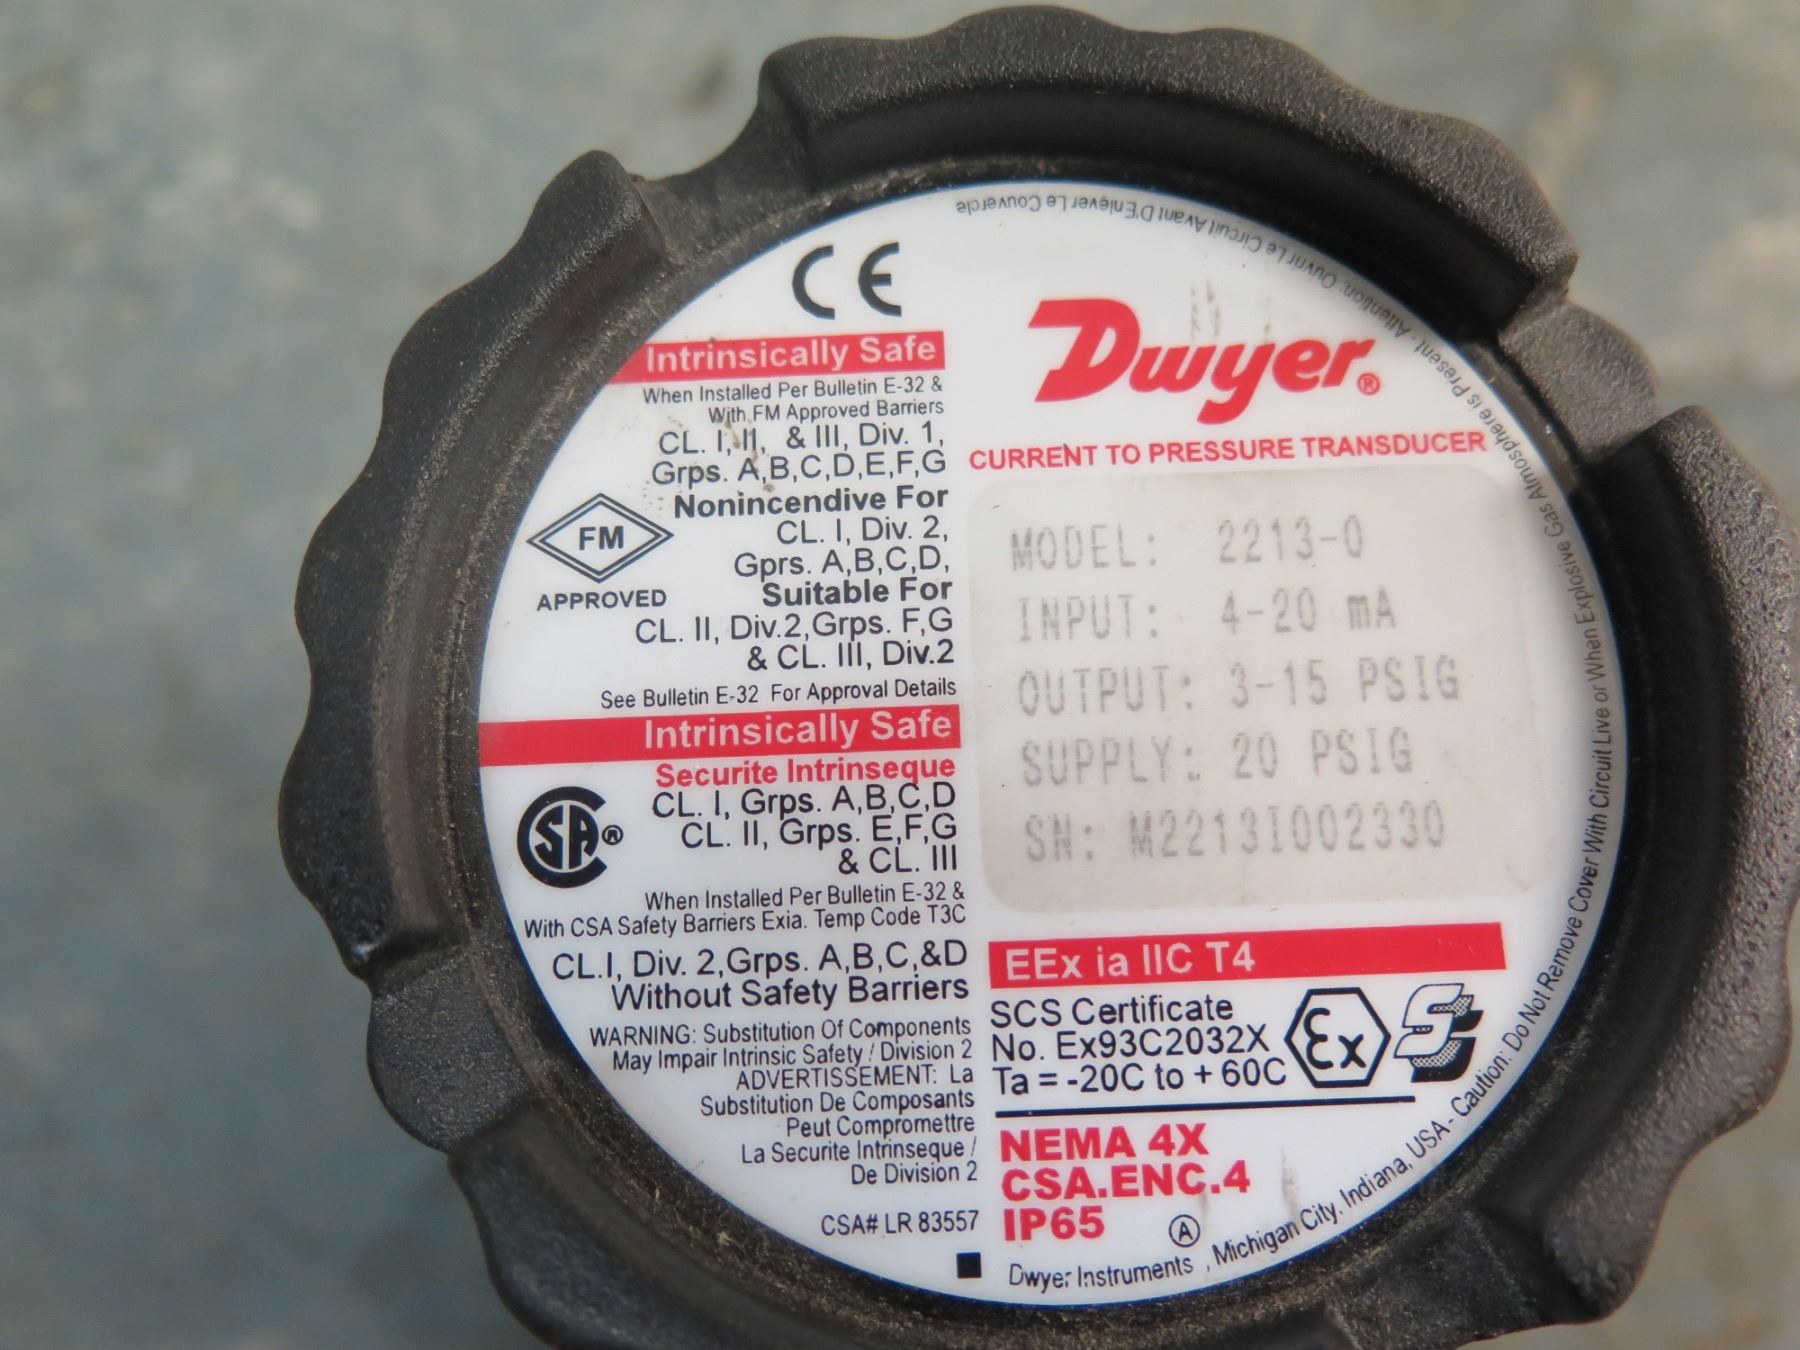 CE
Intrinsically Safe
When Installed Per Bulletin E-32 &
With FM Approved Barriers
CL. I, II, & III, Div. 1,
Grps. A,B,C,D,E,F,G
Nonincendive For
CL. I, Div. 2,
Gprs. A,B,C,D,
Suitable For
CL. II, Div.2,Grps. F,G
& CL. III, Div.2
FM
APPROVED
See Bulletin E-32 For Approval Details
Intrinsically Safe
Securite Intrinseque
CL. I, Grps. A,B,C,D
CL. II, Grps. E,F,G
& CL. III
SA®
When Installed Per Bulletin E-32 &
With CSA Safety Barriers Exia. Temp Code T3C
CL.I, Div. 2,Grps. A,B,C,&D
Without Safety Barriers
WARNING: Substitution Of Components
May Impair Intrinsic Safety / Division 2
ADVERTISSEMENT: La
Substitution De Composants
Peut Compromettre
La Securite Intrinseque /
De Division 2
CSA# LR 83557
Dwyer®
CURRENT TO PRESSURE TRANSDUCER
MODEL: 2213-0
INPUT: 4-20 mA
OUTPUT: 3-15 PSIG
SUPPLY: 20 PSIG
SN: M2213I002330
EEx ia IIC T4
SCS Certificate
No. Ex93C2032X
Ta = -20C to + 60C
Ex
NEMA 4X
CSA.ENC.4
IP65
A
Dwyer Instruments , Michigan City, Indiana, USA - Caution: Do Not Remove Cover With Circuit Live or When Explosive Gas Atmosphere is Present . Attention: Ouvrir Le Circuit Avant D'Enlever Le Couvercle